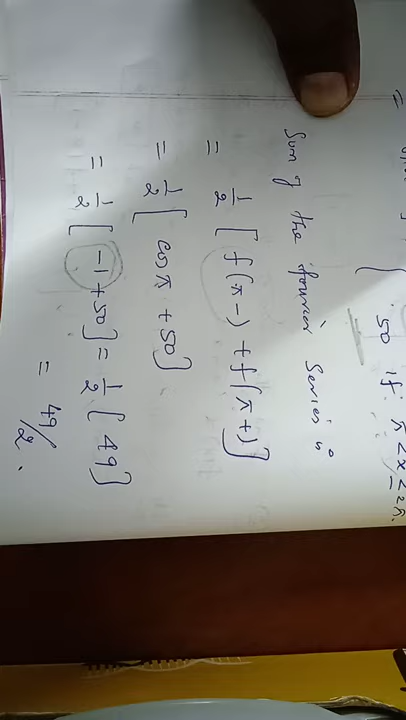 =
{ 50 if π < x ≤ 2π.
Sum of the fourier Series is
= 1/2 [ f(π-) + f(π+) ]
= 1/2 [ cos π + 50 ]
= 1/2 [ -1 + 50 ] = 1/2 [ 49 ]
= 49/2.